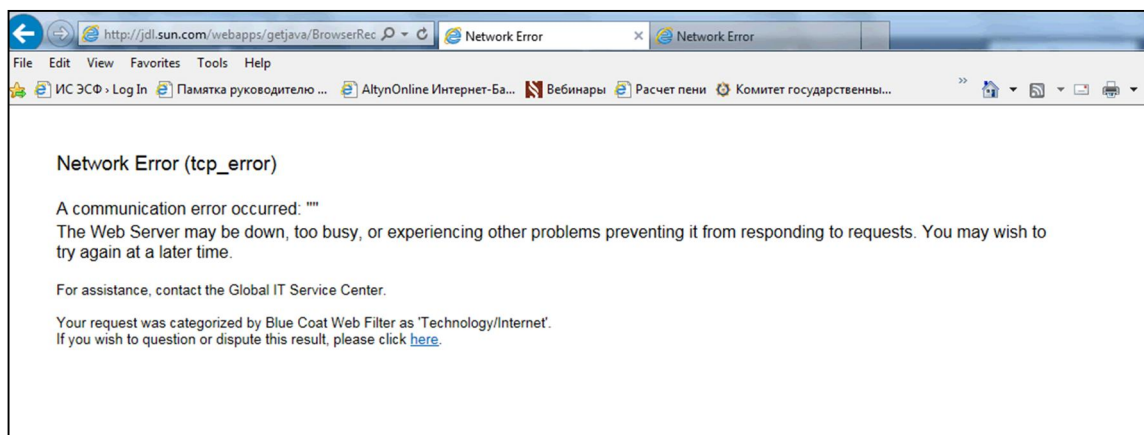 http://jdl.sun.com/webapps/getjava/BrowserRec
Network Error
Network Error
File Edit View Favorites Tools Help
ИС ЭСФ › Log In Памятка руководителю ... AltynOnline Интернет-Ба... Вебинары Расчет пени Комитет государственны... »
Network Error (tcp_error)
A communication error occurred: ""
The Web Server may be down, too busy, or experiencing other problems preventing it from responding to requests. You may wish to
try again at a later time.
For assistance, contact the Global IT Service Center.
Your request was categorized by Blue Coat Web Filter as 'Technology/Internet'.
If you wish to question or dispute this result, please click here.